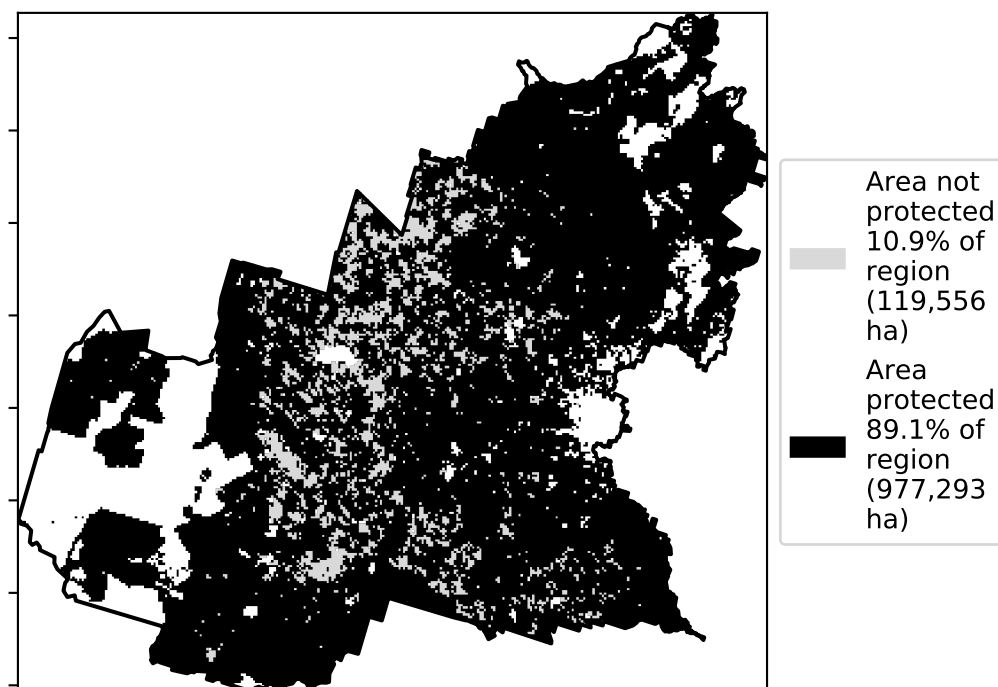 Area not
protected
10.9% of
region
(119,556
ha)
Area
protected
89.1% of
region
(977,293
ha)